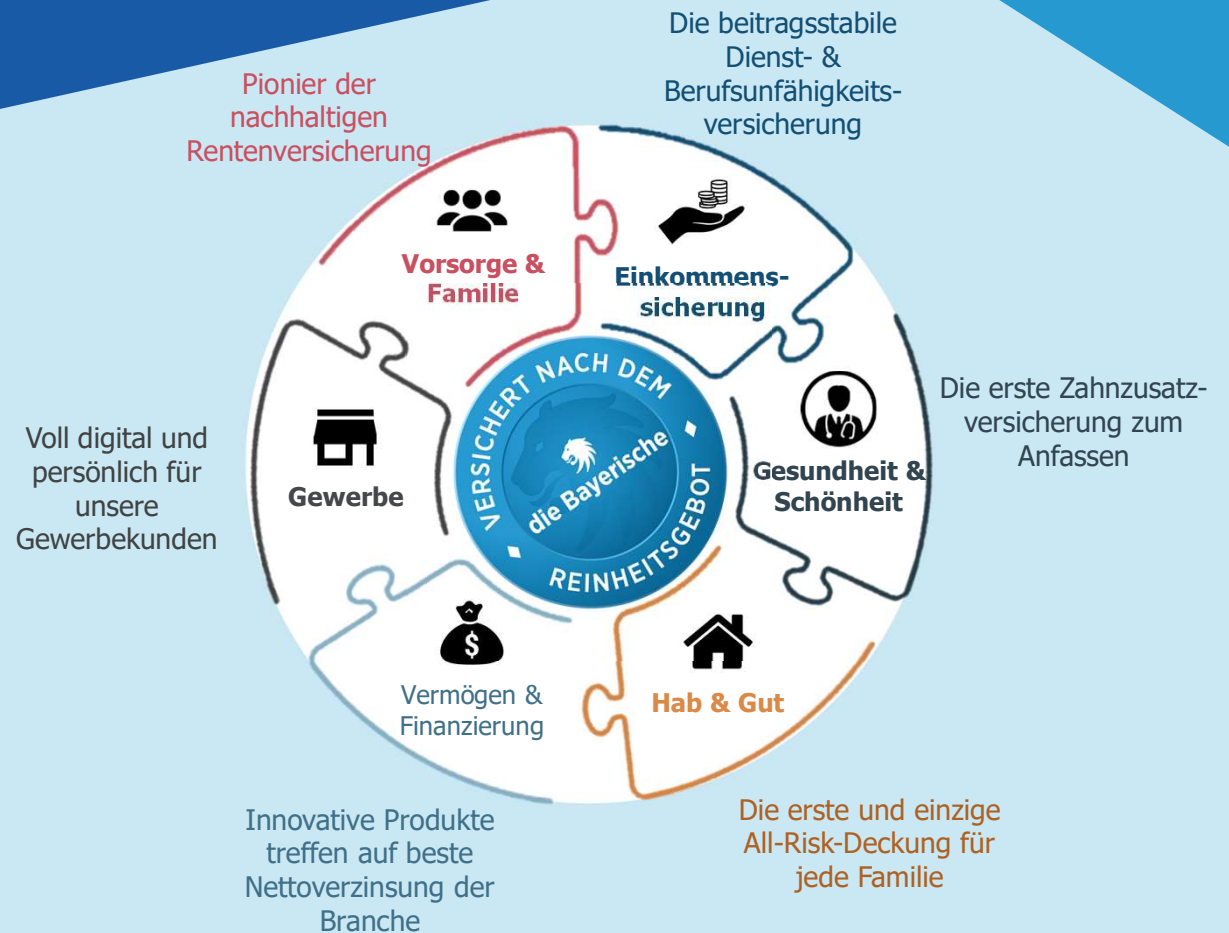 Die beitragsstabile
Dienst- &
Berufsunfähigkeits-
versicherung
Pionier der
nachhaltigen
Rentenversicherung
Vorsorge &
Familie
Einkommens-
sicherung
Die erste Zahnzusatz-
versicherung zum
Anfassen
Gesundheit &
Schönheit
Voll digital und
persönlich für
unsere
Gewerbekunden
Gewerbe
VERSICHERT NACH DEM
die Bayerische
REINHEITSGEBOT
$
Vermögen &
Finanzierung
Hab & Gut
Innovative Produkte
treffen auf beste
Nettoverzinsung der
Branche
Die erste und einzige
All-Risk-Deckung für
jede Familie